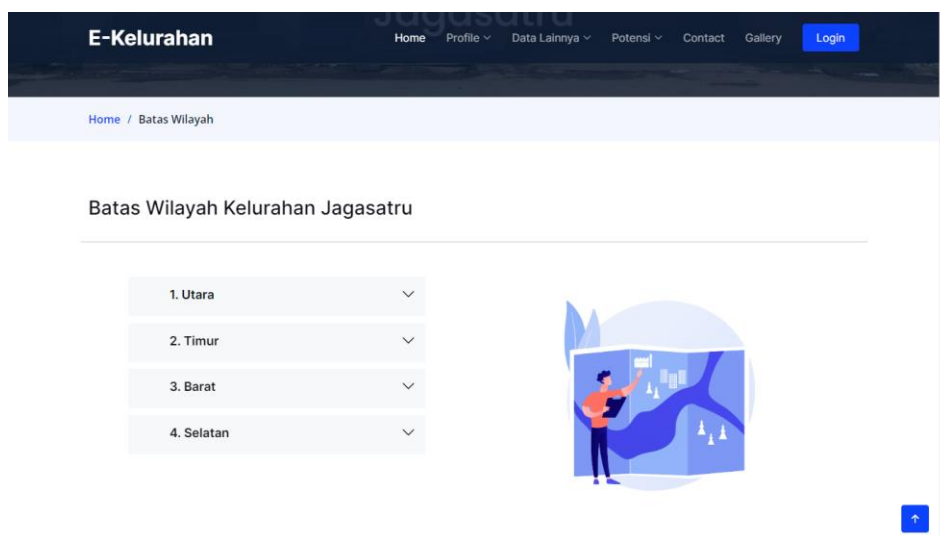 Jagasatru
E-Kelurahan
Home Profile Data Lainnya Potensi Contact Gallery Login
Home / Batas Wilayah
Batas Wilayah Kelurahan Jagasatru
1. Utara
2. Timur
3. Barat
4. Selatan